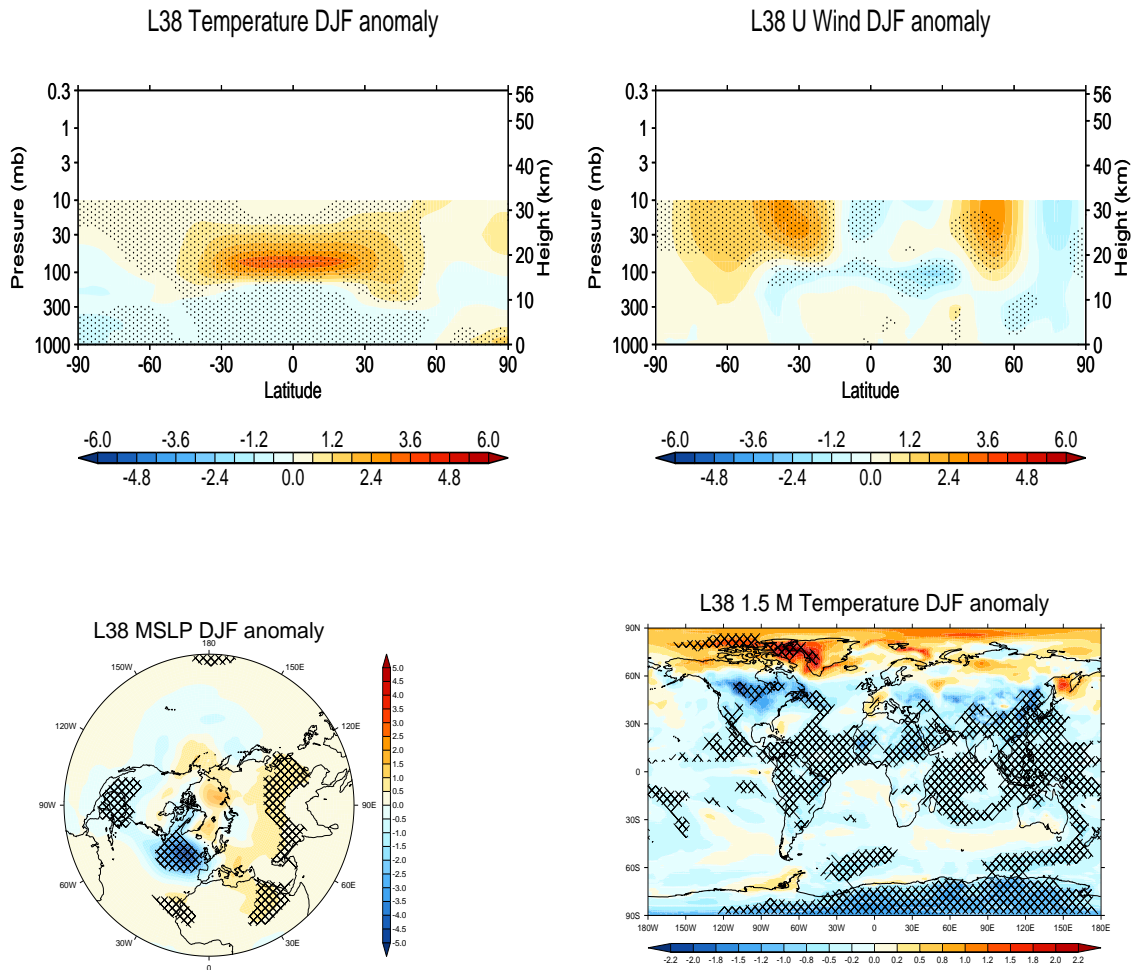 L38 Temperature DJF anomaly
L38 U Wind DJF anomaly
Pressure (mb)
0.3
1
3
10
30
100
300
1000
56
50
40
30
20
10
0
Height (km)
-90 -60 -30 0 30 60 90
Latitude
-6.0 -3.6 -1.2 1.2 3.6 6.0
-4.8 -2.4 0.0 2.4 4.8
Pressure (mb)
0.3
1
3
10
30
100
300
1000
56
50
40
30
20
10
0
Height (km)
-90 -60 -30 0 30 60 90
Latitude
-6.0 -3.6 -1.2 1.2 3.6 6.0
-4.8 -2.4 0.0 2.4 4.8
L38 MSLP DJF anomaly
180
150W 150E
120W 120E
90W 90E
60W 60E
30W 30E
0
5.0
4.5
4.0
3.5
3.0
2.5
2.0
1.5
1.0
0.5
0.0
-0.5
-1.0
-1.5
-2.0
-2.5
-3.0
-3.5
-4.0
-4.5
-5.0
L38 1.5 M Temperature DJF anomaly
90N
60N
30N
0
30S
60S
90S
180W 150W 120W 90W 60W 30W 0 30E 60E 90E 120E 150E 180E
-2.2 -2.0 -1.8 -1.5 -1.2 -1.0 -0.8 -0.5 -0.2 0.0 0.2 0.5 0.8 1.0 1.2 1.5 1.8 2.0 2.2